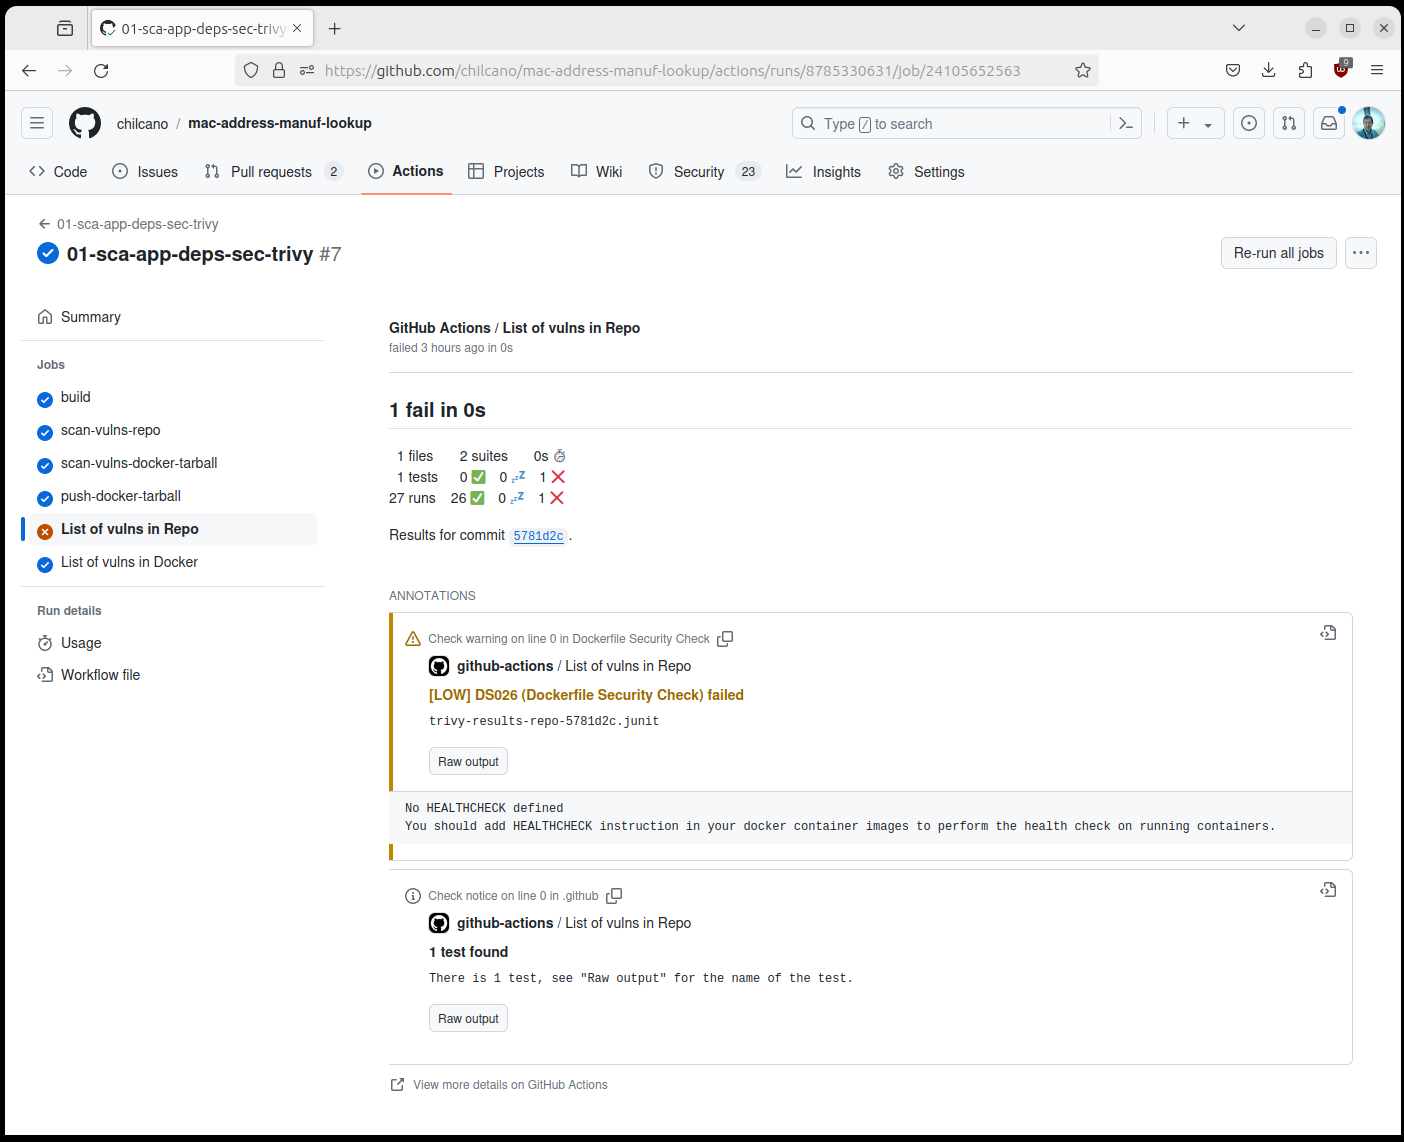 01-sca-app-deps-sec-trivy
https://github.com/chilcano/mac-address-manuf-lookup/actions/runs/8785330631/job/24105652563
9
chilcano / mac-address-manuf-lookup
Type / to search
Code
Issues
Pull requests 2
Actions
Projects
Wiki
Security 23
Insights
Settings
01-sca-app-deps-sec-trivy
01-sca-app-deps-sec-trivy #7
Re-run all jobs
Summary
Jobs
build
scan-vulns-repo
scan-vulns-docker-tarball
push-docker-tarball
List of vulns in Repo
List of vulns in Docker
Run details
Usage
Workflow file
GitHub Actions / List of vulns in Repo
failed 3 hours ago in 0s
1 fail in 0s
1 files 2 suites 0s ⏱
1 tests 0 ✅ 0 💤 1 ❌
27 runs 26 ✅ 0 💤 1 ❌
Results for commit 5781d2c .
ANNOTATIONS
Check warning on line 0 in Dockerfile Security Check
github-actions / List of vulns in Repo
[LOW] DS026 (Dockerfile Security Check) failed
trivy-results-repo-5781d2c.junit
Raw output
No HEALTHCHECK defined
You should add HEALTHCHECK instruction in your docker container images to perform the health check on running containers.
Check notice on line 0 in .github
github-actions / List of vulns in Repo
1 test found
There is 1 test, see "Raw output" for the name of the test.
Raw output
View more details on GitHub Actions